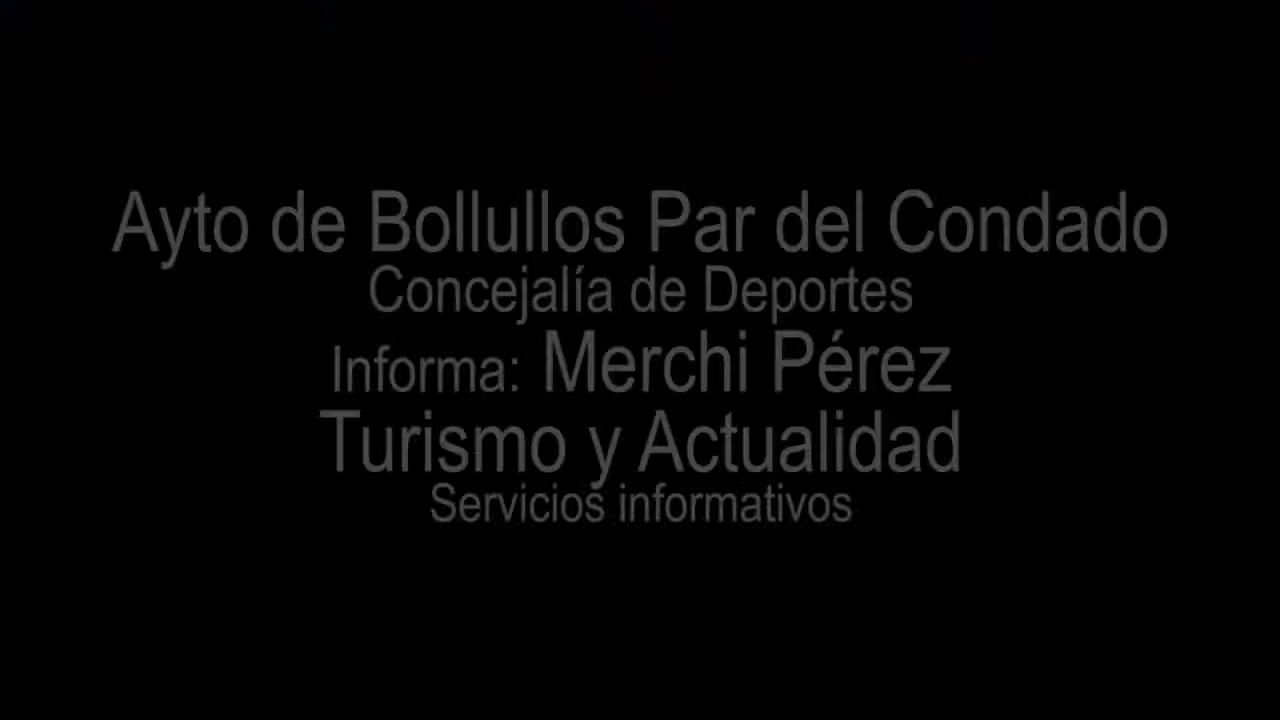 Ayto de Bollullos Par del Condado
Concejalía de Deportes
Informa: Merchi Pérez
Turismo y Actualidad
Servicios informativos